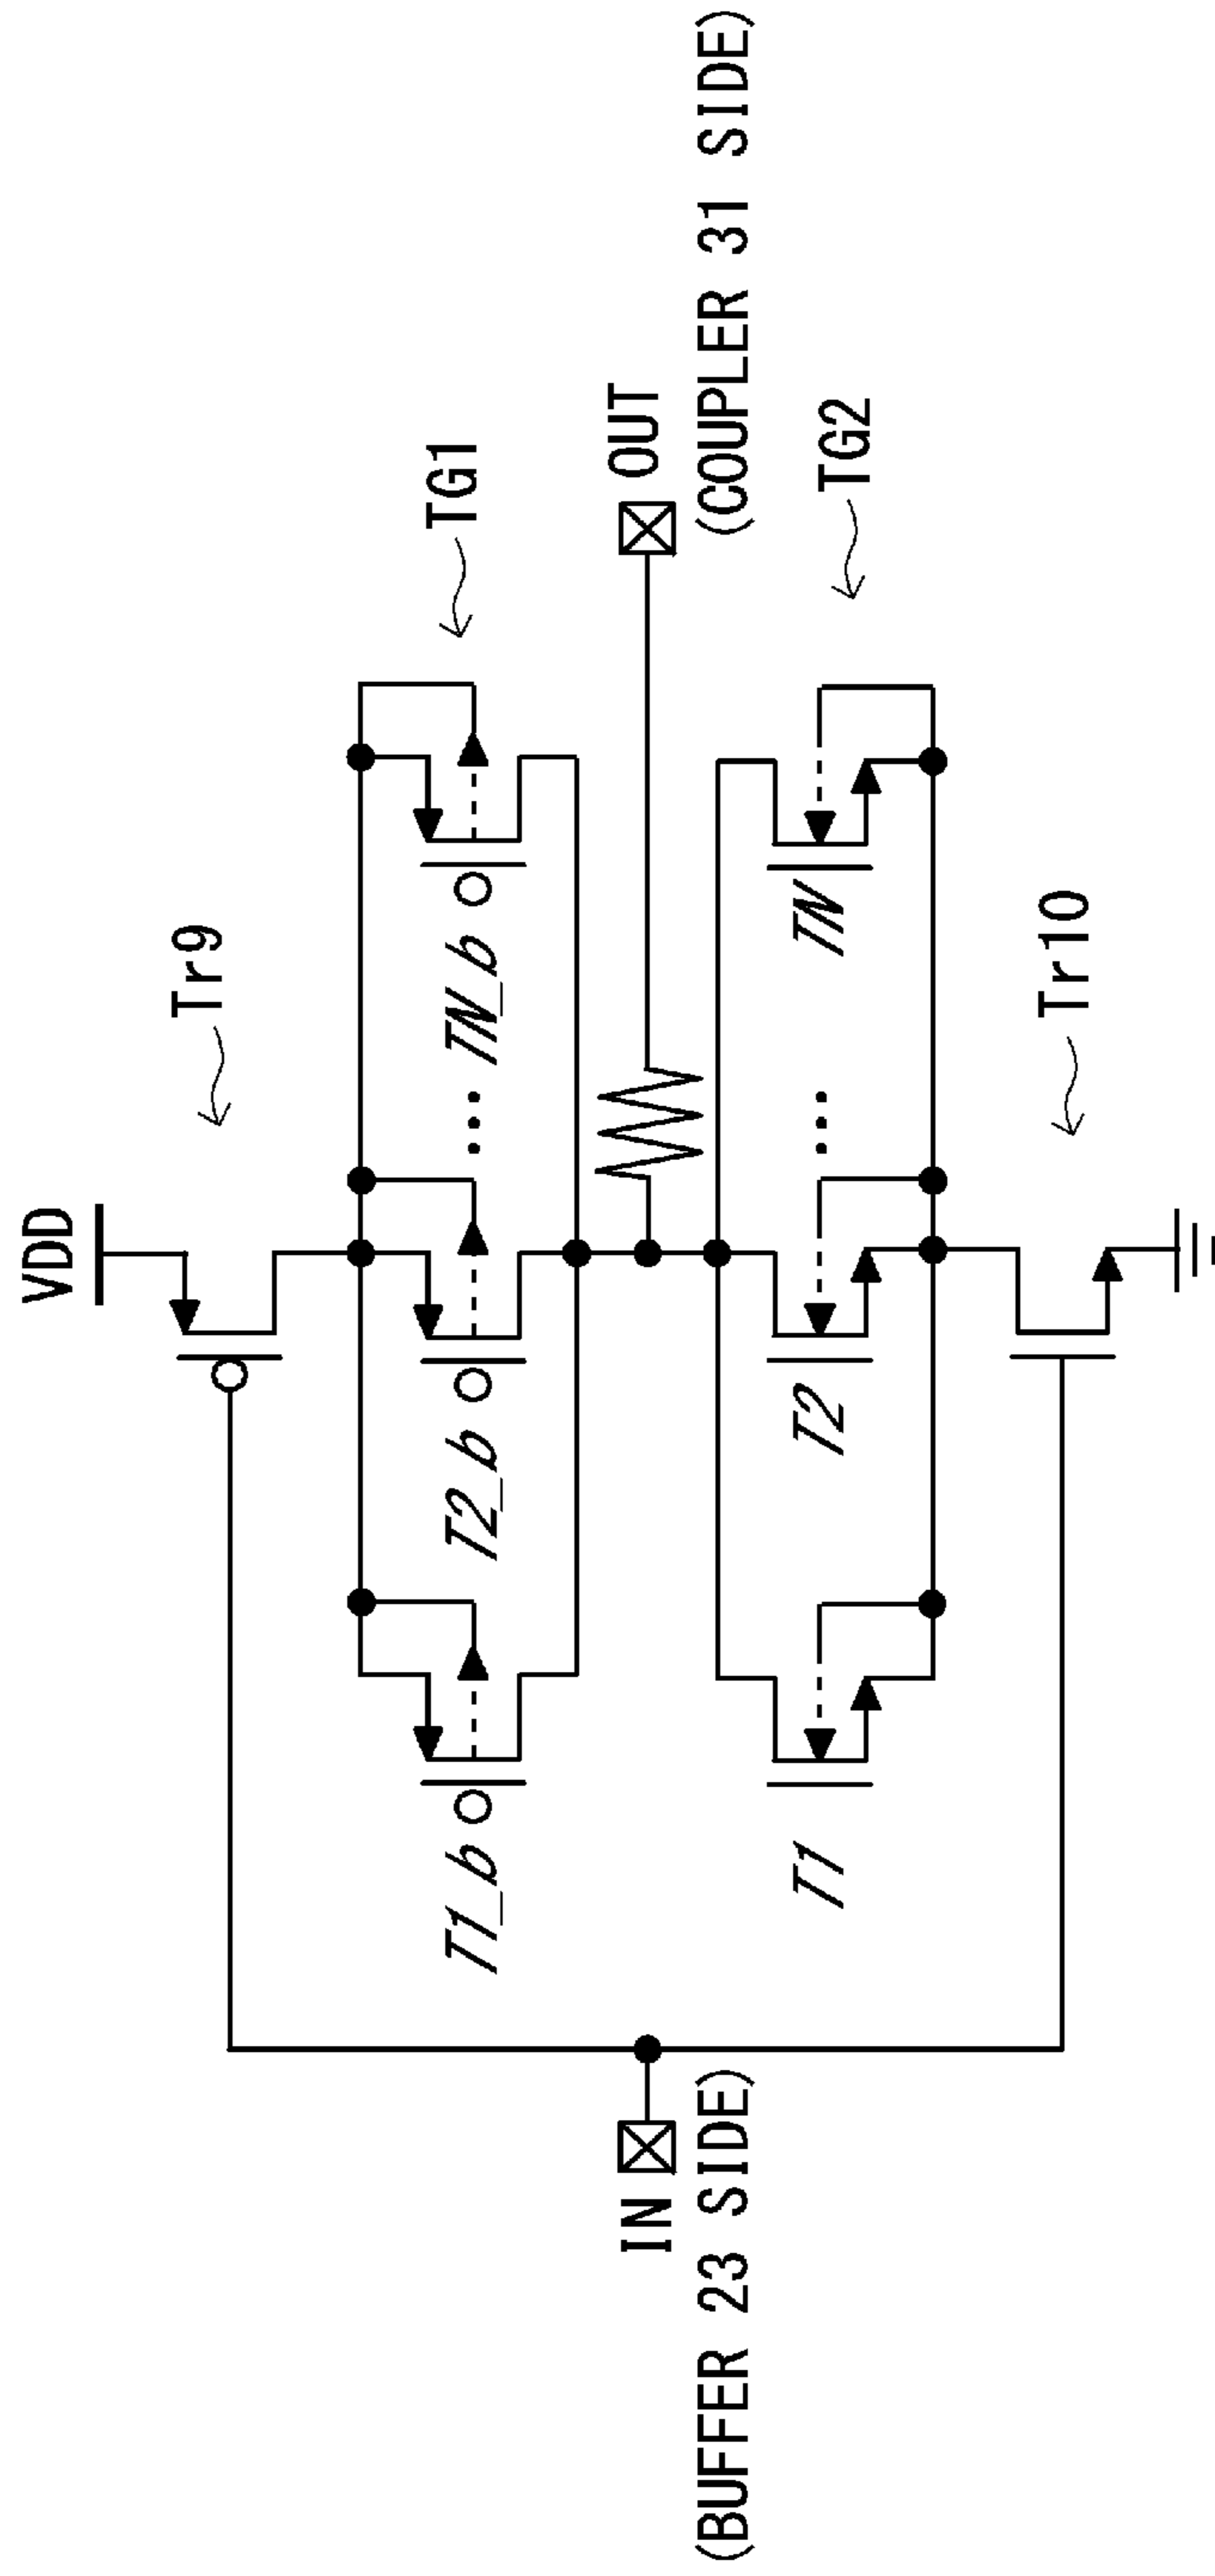 VDD
Tr9
TG1
T1_b
T2_b
...
TN_b
IN
(BUFFER 23 SIDE)
OUT
(COUPLER 31 SIDE)
T1
T2
...
TN
TG2
Tr10